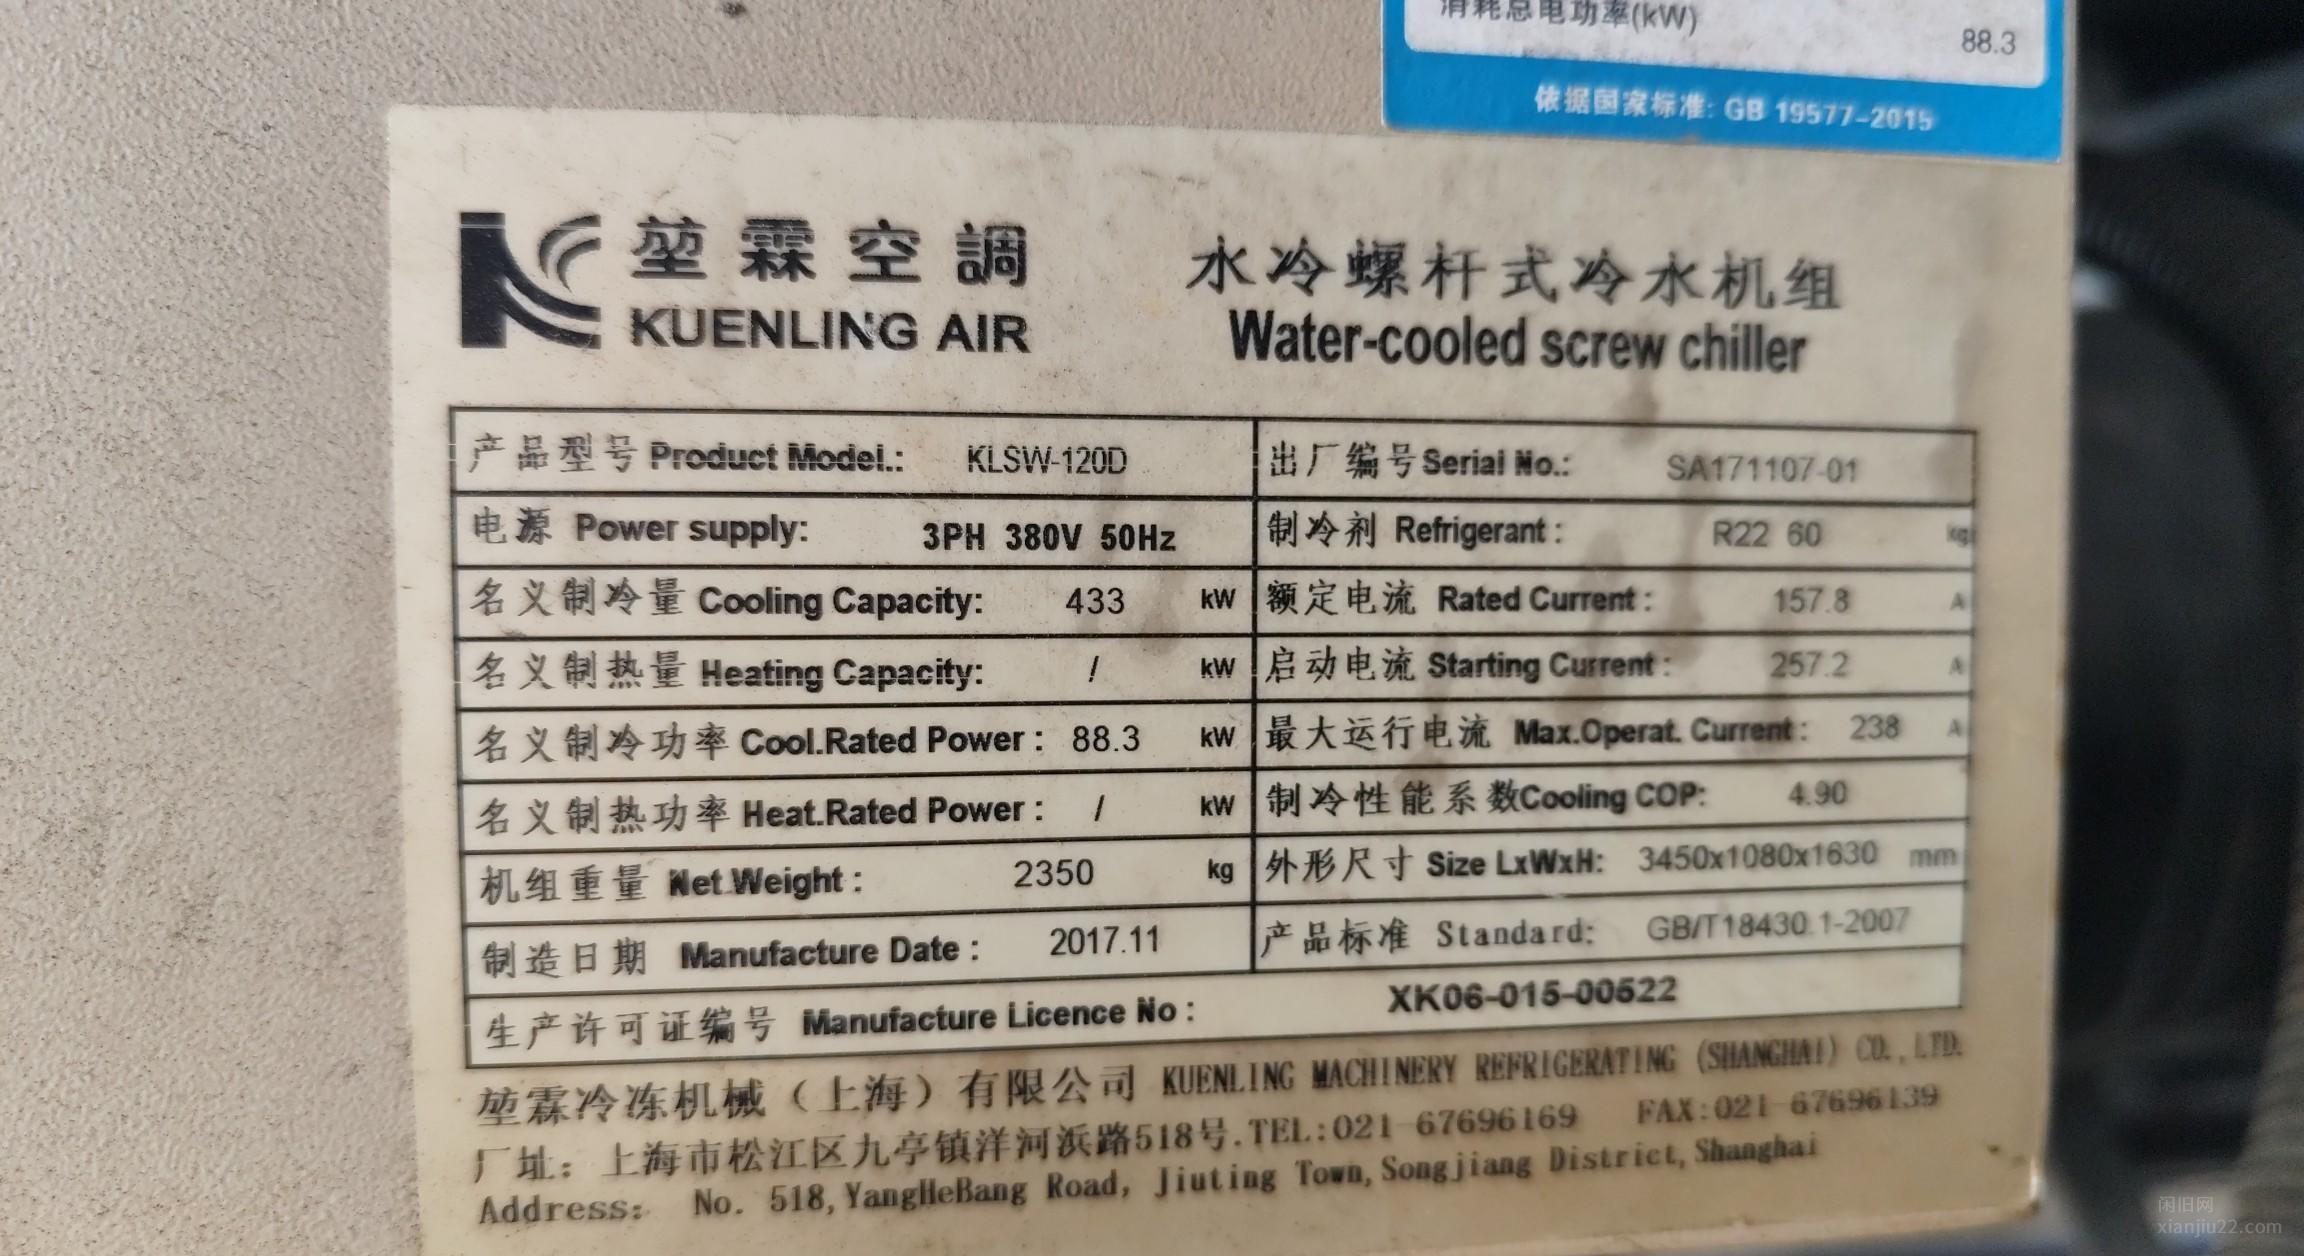 消耗总电功率(kW) 88.3
依据国家标准: GB 19577-2015
堃霖空調
KUENLING AIR
水冷螺杆式冷水机组
Water-cooled screw chiller
产品型号 Product Model.: KLSW-120D 出厂编号 Serial No.: SA171107-01
电源 Power supply: 3PH 380V 50Hz 制冷剂 Refrigerant : R22 60 kg
名义制冷量 Cooling Capacity: 433 kW 额定电流 Rated Current : 157.8 A
名义制热量 Heating Capacity: / kW 启动电流 Starting Current : 257.2 A
名义制冷功率 Cool.Rated Power : 88.3 kW 最大运行电流 Max.Operat. Current : 238 A
名义制热功率 Heat.Rated Power : / kW 制冷性能系数 Cooling COP: 4.90
机组重量 Net.Weight : 2350 kg 外形尺寸 Size LxWxH: 3450x1080x1630 mm
制造日期 Manufacture Date : 2017.11 产品标准 Standard: GB/T18430.1-2007
生产许可证编号 Manufacture Licence No : XK06-015-00522
堃霖冷冻机械（上海）有限公司 KUENLING MACHINERY REFRIGERATING (SHANGHAI) CO., LTD.
厂址：上海市松江区九亭镇洋河浜路518号.TEL:021-67696169 FAX:021-67696139
Address: No. 518, YangHeBang Road, Jiuting Town, Songjiang District, Shanghai
闲旧网
xianjiu22.com